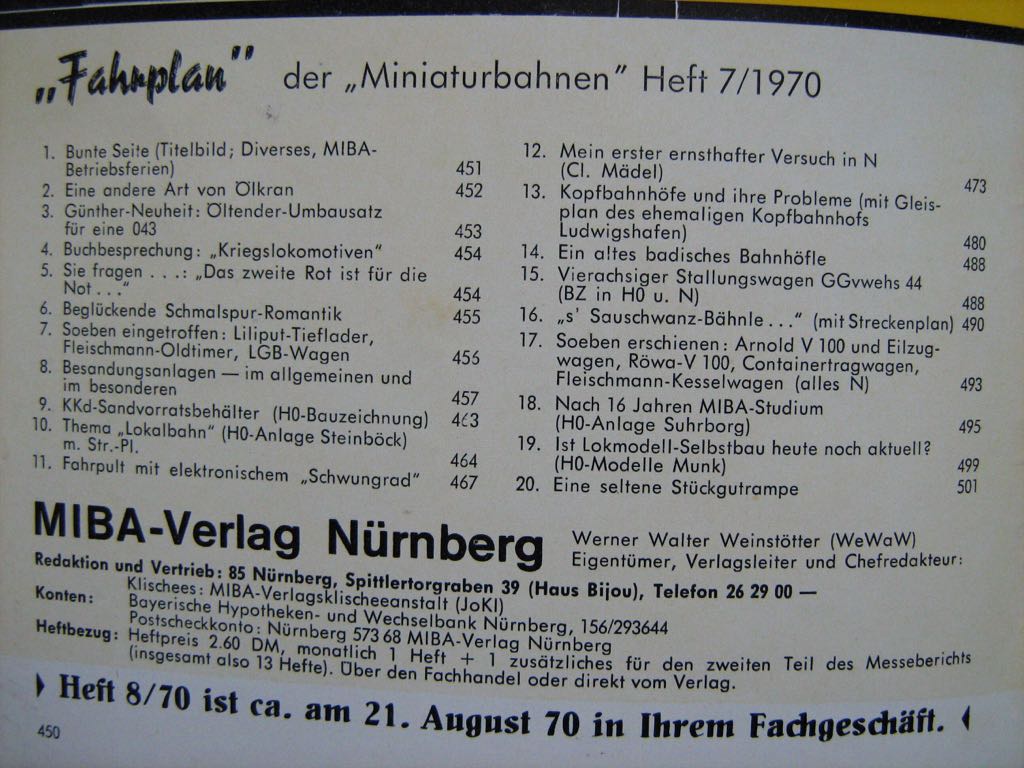 „Fahrplan" der „Miniaturbahnen" Heft 7/1970
1. Bunte Seite (Titelbild; Diverses, MIBA-
Betriebsferien) 451
2. Eine andere Art von Ölkran 452
3. Günther-Neuheit: Öltender-Umbausatz
für eine 043 453
4. Buchbesprechung: „Kriegslokomotiven" 454
5. Sie fragen . . .: „Das zweite Rot ist für die
Not . . ." 454
6. Beglückende Schmalspur-Romantik 455
7. Soeben eingetroffen: Liliput-Tieflader,
Fleischmann-Oldtimer, LGB-Wagen 456
8. Besandungsanlagen — im allgemeinen und
im besonderen 457
9. KKd-Sandvorratsbehälter (H0-Bauzeichnung) 463
10. Thema „Lokalbahn" (H0-Anlage Steinböck)
m. Str.-Pl. 464
11. Fahrpult mit elektronischem „Schwungrad" 467
12. Mein erster ernsthafter Versuch in N
(Cl. Mädel) 473
13. Kopfbahnhöfe und ihre Probleme (mit Gleis-
plan des ehemaligen Kopfbahnhofs
Ludwigshafen) 480
14. Ein altes badisches Bahnhöfle 488
15. Vierachsiger Stallungswagen GGvwehs 44
(BZ in H0 u. N) 488
16. „s' Sauschwanz-Bähnle . . ." (mit Streckenplan) 490
17. Soeben erschienen: Arnold V 100 und Eilzug-
wagen, Röwa-V 100, Containertragwagen,
Fleischmann-Kesselwagen (alles N) 493
18. Nach 16 Jahren MIBA-Studium
(H0-Anlage Suhrborg) 495
19. Ist Lokmodell-Selbstbau heute noch aktuell?
(H0-Modelle Munk) 499
20. Eine seltene Stückgutrampe 501
MIBA-Verlag Nürnberg
Werner Walter Weinstötter (WeWaW)
Eigentümer, Verlagsleiter und Chefredakteur:
Redaktion und Vertrieb: 85 Nürnberg, Spittlertorgraben 39 (Haus Bijou), Telefon 26 29 00 —
Klischees: MIBA-Verlagsklischeeanstalt (JoKl)
Konten: Bayerische Hypotheken- und Wechselbank Nürnberg, 156/293644
Postscheckkonto: Nürnberg 573 68 MIBA-Verlag Nürnberg
Heftbezug: Heftpreis 2.60 DM, monatlich 1 Heft + 1 zusätzliches für den zweiten Teil des Messeberichts
(insgesamt also 13 Hefte). Über den Fachhandel oder direkt vom Verlag.
Heft 8/70 ist ca. am 21. August 70 in Ihrem Fachgeschäft.
450